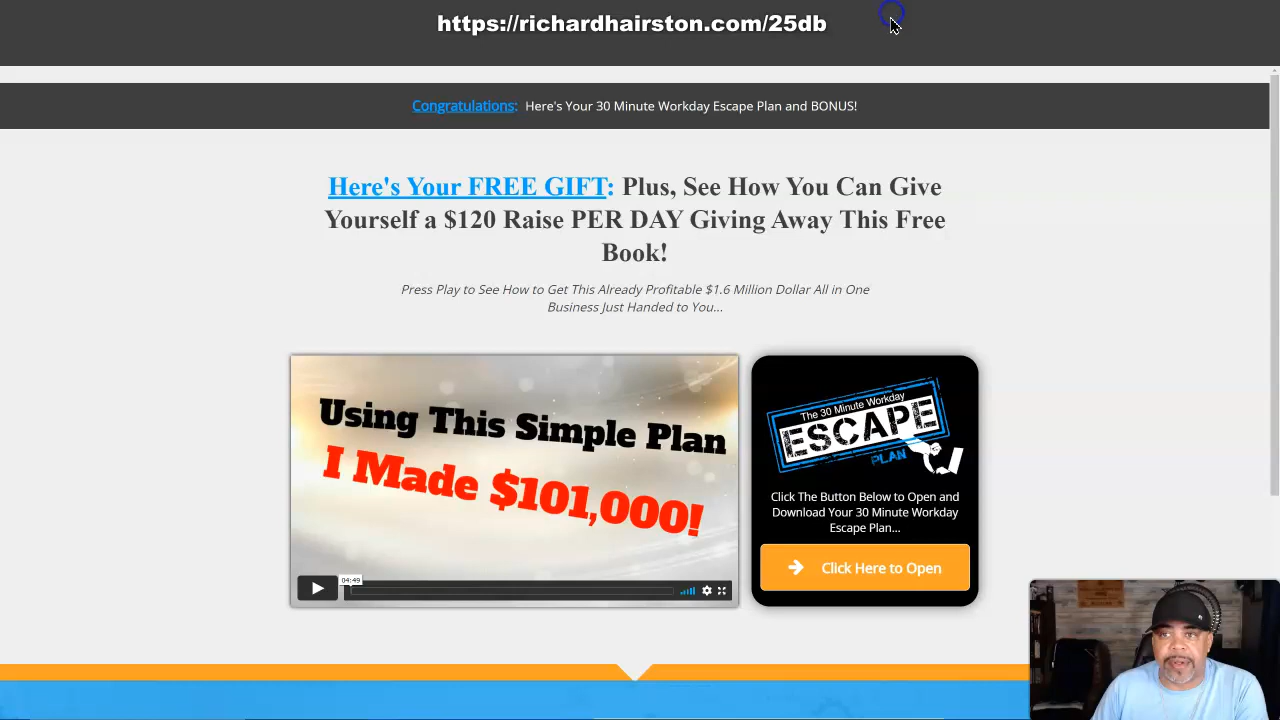 https://richardhairston.com/25db
Congratulations: Here's Your 30 Minute Workday Escape Plan and BONUS!
Here's Your FREE GIFT: Plus, See How You Can Give
Yourself a $120 Raise PER DAY Giving Away This Free
Book!
Press Play to See How to Get This Already Profitable $1.6 Million Dollar All in One
Business Just Handed to You...
Using This Simple Plan
I Made $101,000!
04:49
The 30 Minute Workday
ESCAPE
PLAN
Click The Button Below to Open and
Download Your 30 Minute Workday
Escape Plan...
Click Here to Open